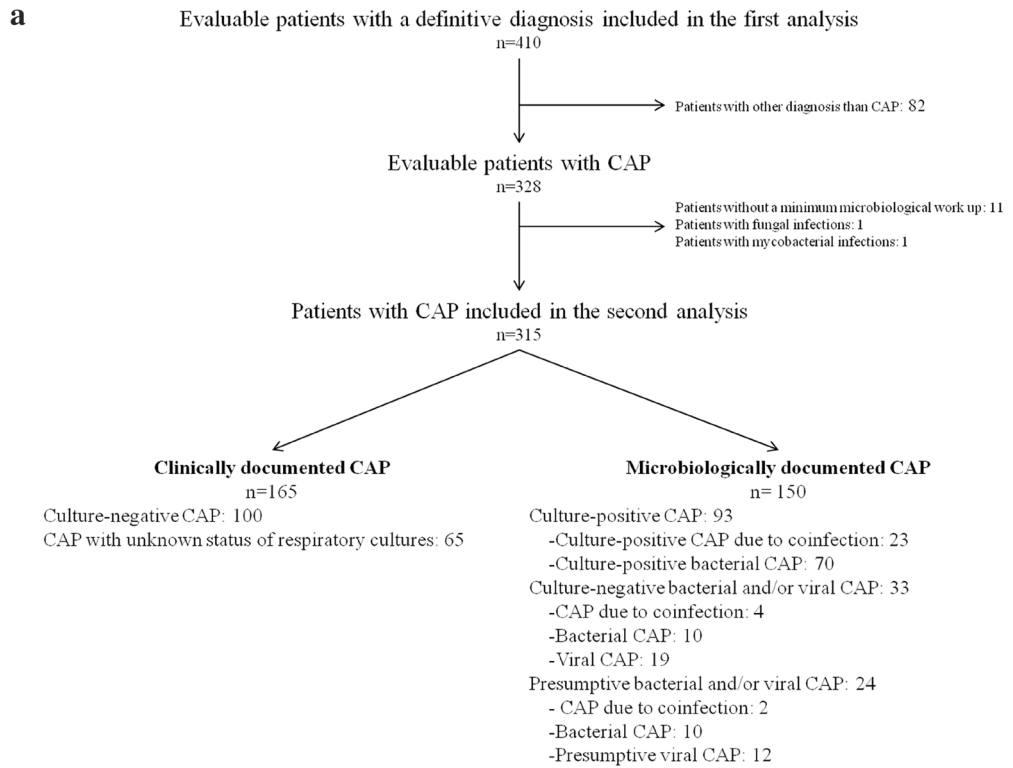 a
Evaluable patients with a definitive diagnosis included in the first analysis
n=410
Patients with other diagnosis than CAP: 82
Evaluable patients with CAP
n=328
Patients without a minimum microbiological work up: 11
Patients with fungal infections: 1
Patients with mycobacterial infections: 1
Patients with CAP included in the second analysis
n=315
Clinically documented CAP
n=165
Culture-negative CAP: 100
CAP with unknown status of respiratory cultures: 65
Microbiologically documented CAP
n= 150
Culture-positive CAP: 93
-Culture-positive CAP due to coinfection: 23
-Culture-positive bacterial CAP: 70
Culture-negative bacterial and/or viral CAP: 33
-CAP due to coinfection: 4
-Bacterial CAP: 10
-Viral CAP: 19
Presumptive bacterial and/or viral CAP: 24
- CAP due to coinfection: 2
-Bacterial CAP: 10
-Presumptive viral CAP: 12